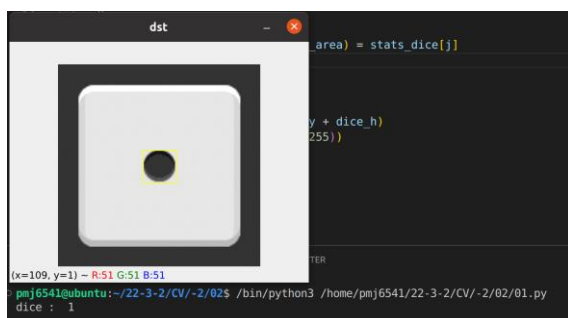 dst
_area) = stats_dice[j]
y + dice_h)
255))
TER
(x=109, y=1) ~ R:51 G:51 B:51
pmj6541@ubuntu:~/22-3-2/CV/-2/02$ /bin/python3 /home/pmj6541/22-3-2/CV/-2/02/01.py
dice :  1